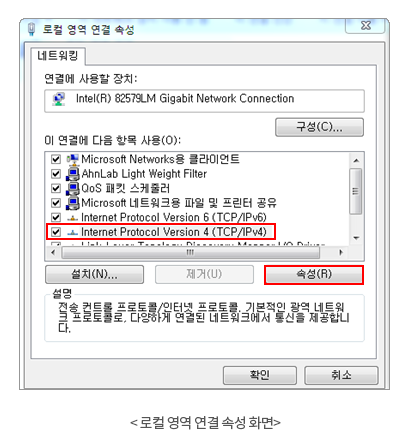 로컬 영역 연결 속성
네트워킹
연결에 사용할 장치:
Intel(R) 82579LM Gigabit Network Connection
구성(C)...
이 연결에 다음 항목 사용(O):
Microsoft Networks용 클라이언트
AhnLab Light Weight Filter
QoS 패킷 스케줄러
Microsoft 네트워크용 파일 및 프린터 공유
Internet Protocol Version 6 (TCP/IPv6)
Internet Protocol Version 4 (TCP/IPv4)
Link-Layer Topology Discovery Mapper I/O Driver
설치(N)...
제거(U)
속성(R)
설명
전송 컨트롤 프로토콜/인터넷 프로토콜. 기본적인 광역 네트워
크 프로토콜로, 다양하게 연결된 네트워크에서 통신을 제공합니
다.
확인
취소
<로컬 영역 연결 속성 화면>